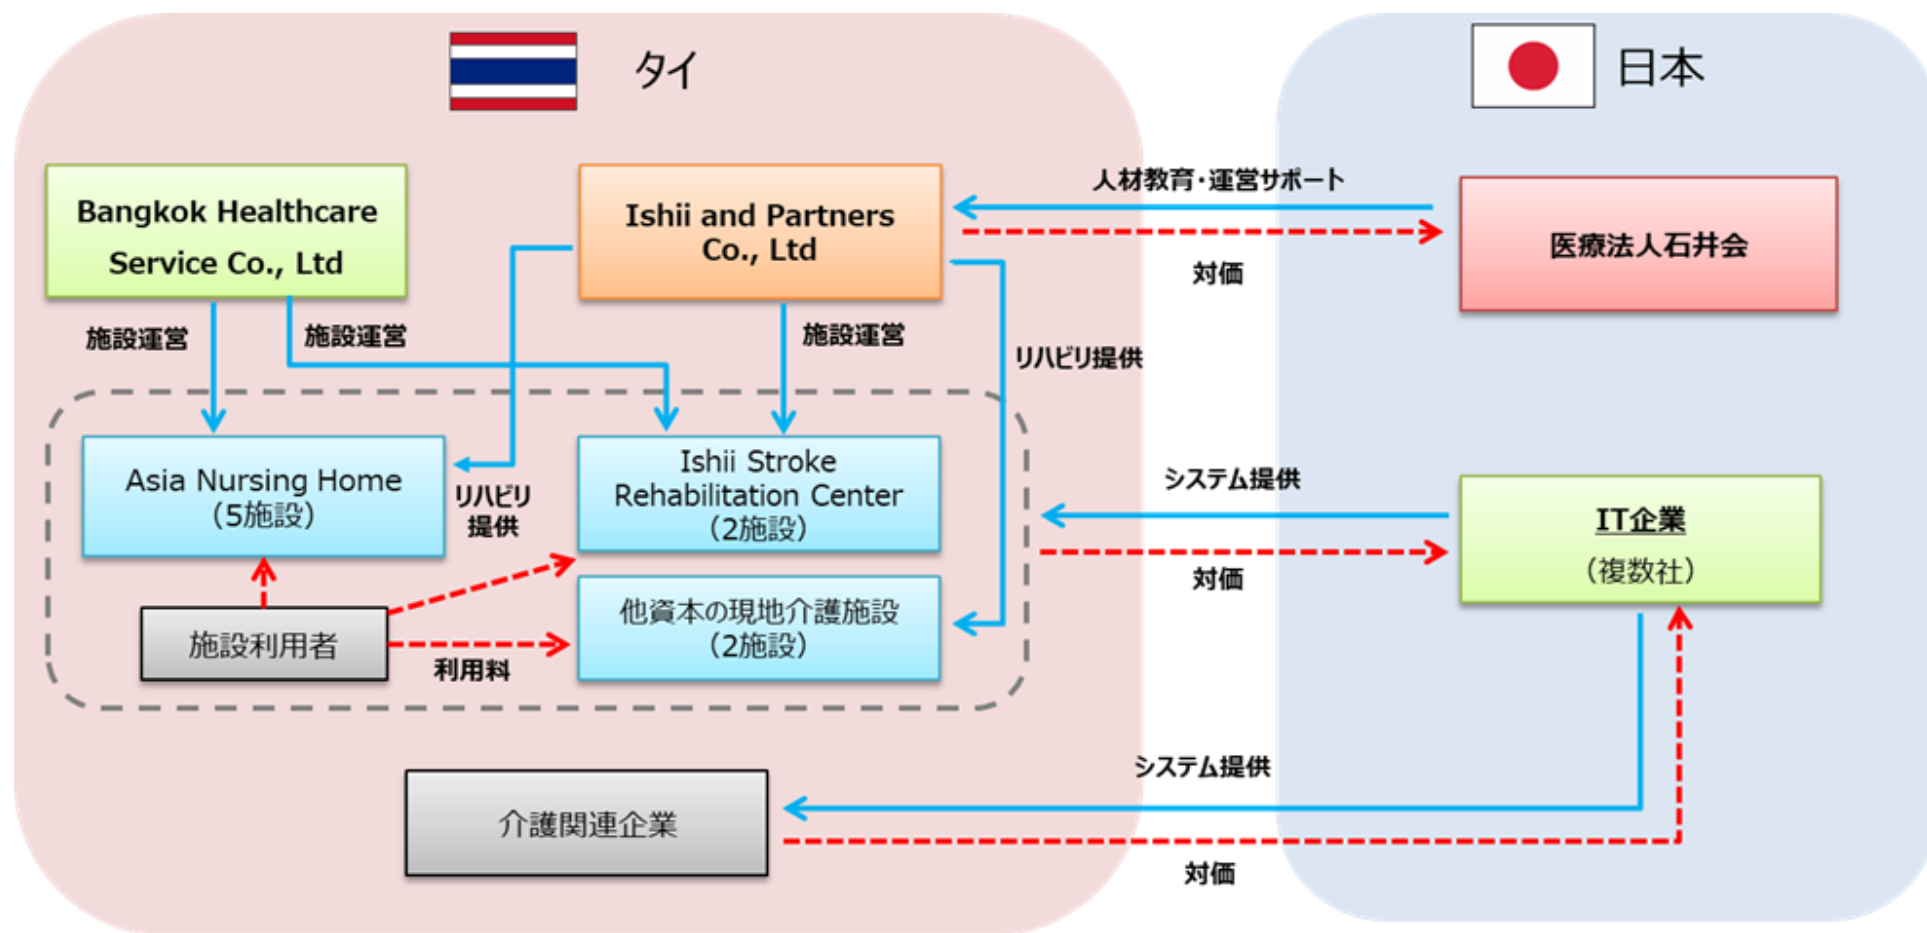 タイ
日本
Bangkok Healthcare
Service Co., Ltd
Ishii and Partners
Co., Ltd
人材教育・運営サポート
対価
医療法人石井会
施設運営
施設運営
施設運営
リハビリ提供
Asia Nursing Home
（5施設）
リハビリ
提供
Ishii Stroke
Rehabilitation Center
（2施設）
システム提供
対価
IT企業
（複数社）
施設利用者
利用料
他資本の現地介護施設
（2施設）
介護関連企業
システム提供
対価